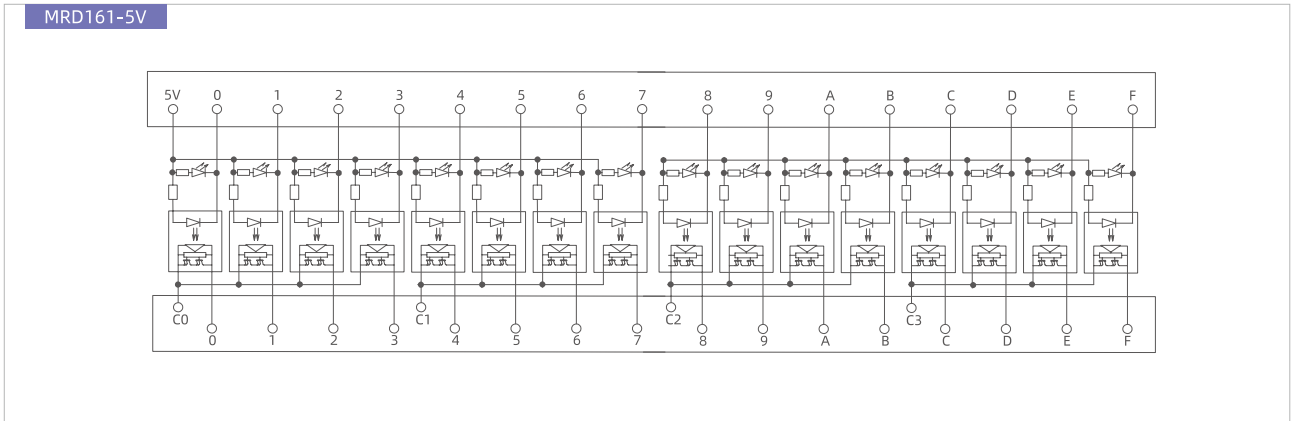 MRD161-5V
5V 0 1 2 3 4 5 6 7 8 9 A B C D E F
C0 C1 C2 C3
0 1 2 3 4 5 6 7 8 9 A B C D E F